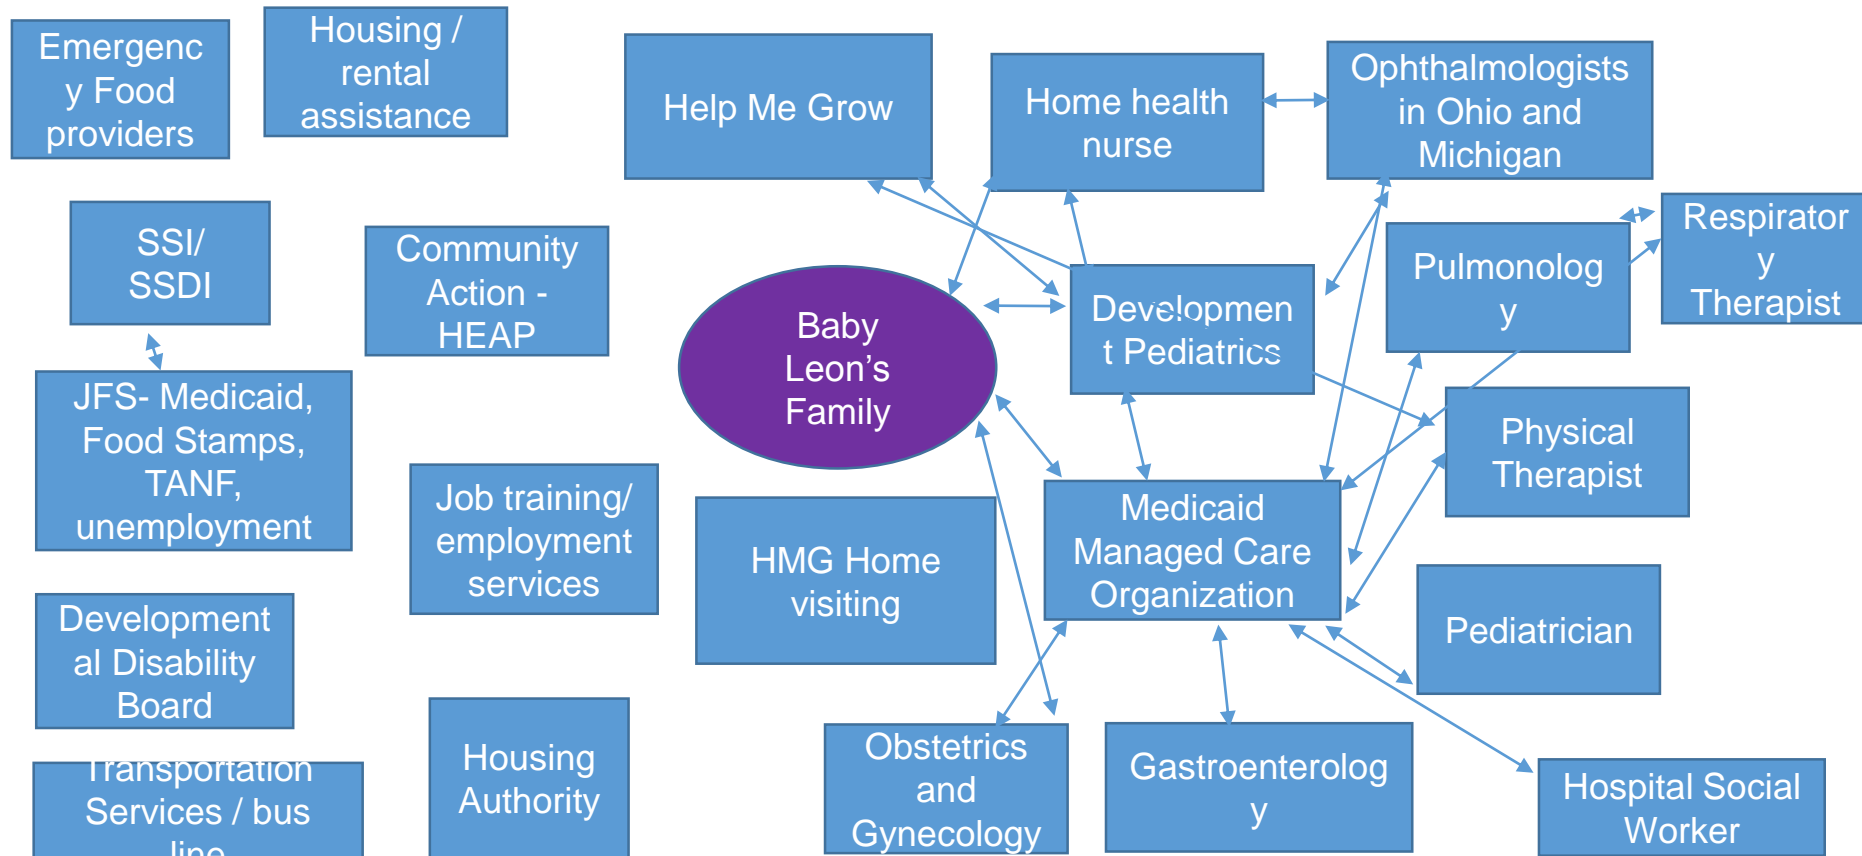 Emergenc
y Food
providers
Housing /
rental
assistance
Help Me Grow
Home health
nurse
Ophthalmologists
in Ohio and
Michigan
SSI/
SSDI
Community
Action -
HEAP
Baby
Leon's
Family
Developmen
t Pediatrics
Pulmonolog
y
Respirator
y
Therapist
JFS- Medicaid,
Food Stamps,
TANF,
unemployment
Job training/
employment
services
HMG Home
visiting
Medicaid
Managed Care
Organization
Physical
Therapist
Development
al Disability
Board
Pediatrician
Transportation
Services / bus
line
Housing
Authority
Obstetrics
and
Gynecology
Gastroenterolog
y
Hospital Social
Worker